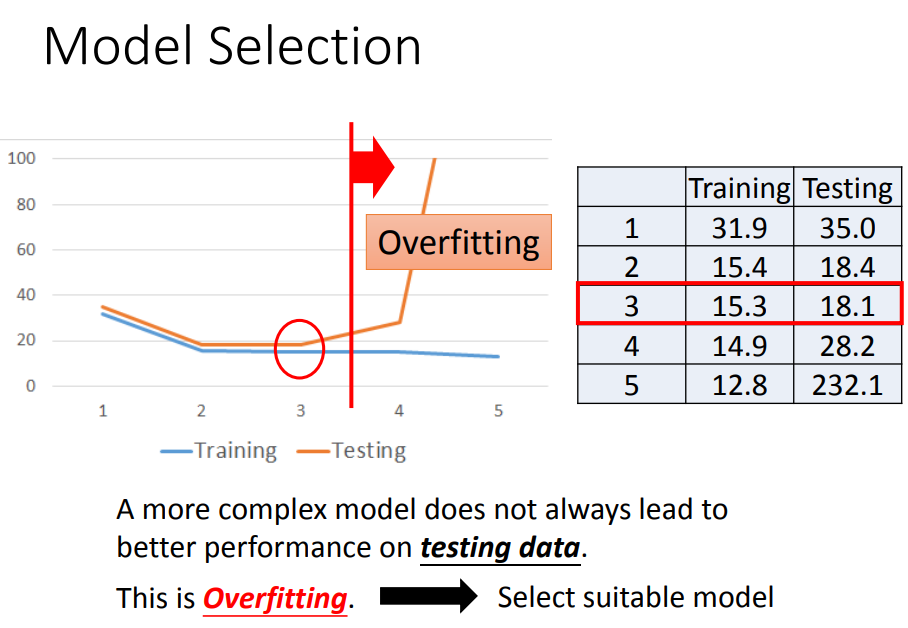 Model Selection
100
80
60
40
20
0
1 2 3 4 5
Overfitting
Training Testing
Training Testing
1 31.9 35.0
2 15.4 18.4
3 15.3 18.1
4 14.9 28.2
5 12.8 232.1
A more complex model does not always lead to
better performance on testing data.
This is Overfitting. Select suitable model